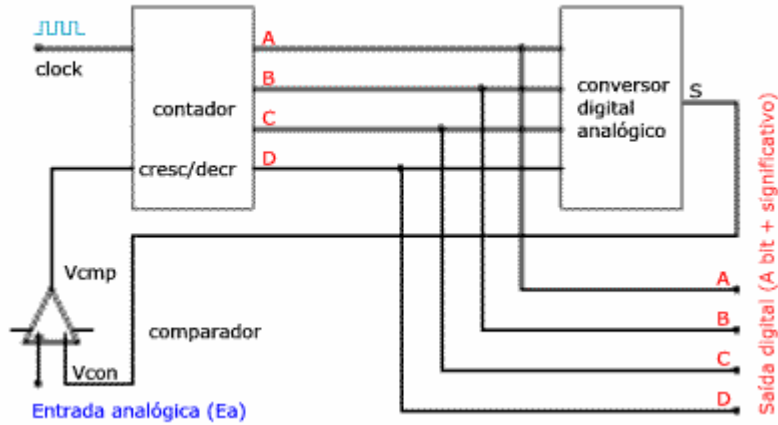 clock
contador
cresc/decr
A
B
C
D
conversor
digital
analógico
S
Vcmp
comparador
Vcon
Entrada analógica (Ea)
A
B
C
D
Saída digital (A bit + significativo)